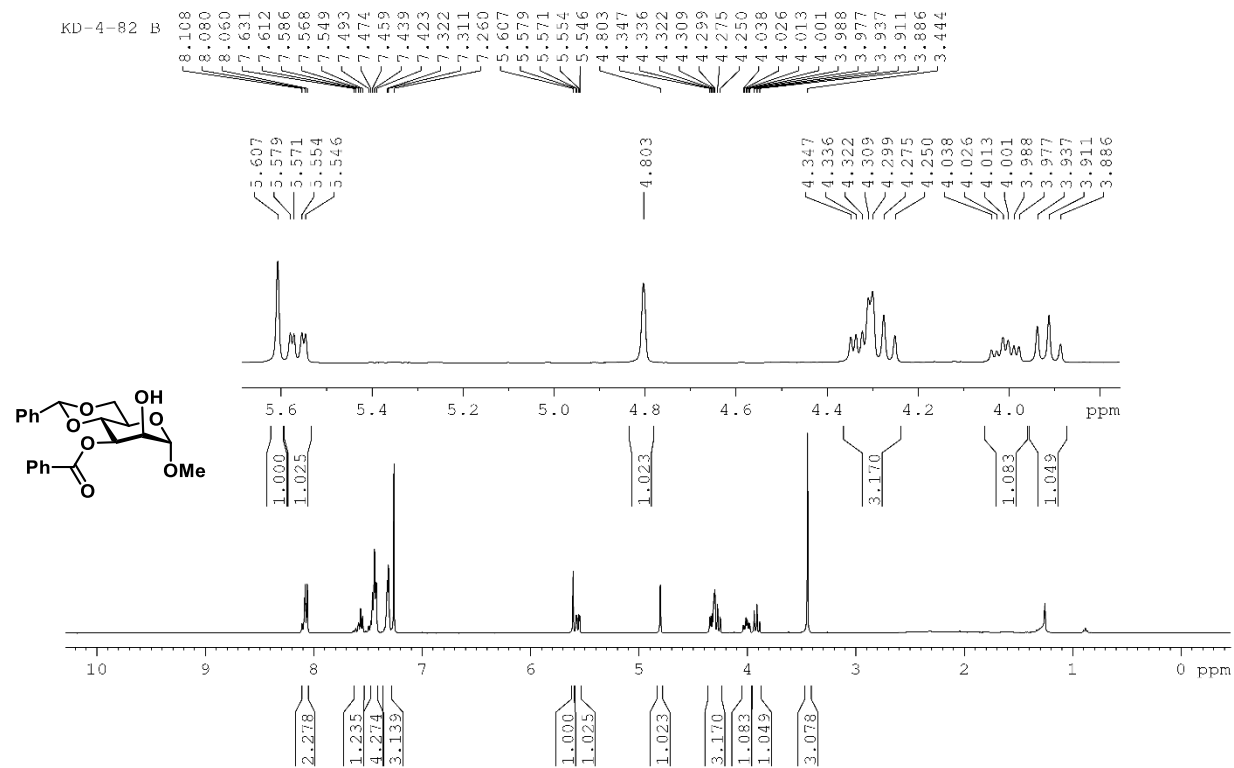 KD-4-82 B
8.108 8.080 8.060 7.631 7.612 7.586 7.568 7.549 7.493 7.474 7.459 7.439 7.423 7.322 7.311 7.260 5.607 5.579 5.571 5.554 5.546 4.803 4.347 4.336 4.322 4.309 4.299 4.275 4.250 4.038 4.026 4.013 4.001 3.988 3.977 3.937 3.911 3.886 3.444
5.607 5.579 5.571 5.554 5.546 4.803 4.347 4.336 4.322 4.309 4.299 4.275 4.250 4.038 4.026 4.013 4.001 3.988 3.977 3.937 3.911 3.886
5.6 5.4 5.2 5.0 4.8 4.6 4.4 4.2 4.0 ppm
Ph O O OH O
O
Ph O OMe
O
1.000 1.025 1.023 3.170 1.083 1.049
10 9 8 7 6 5 4 3 2 1 0 ppm
2.278 1.235 4.274 3.139 1.000 1.025 1.023 3.170 1.083 1.049 3.078